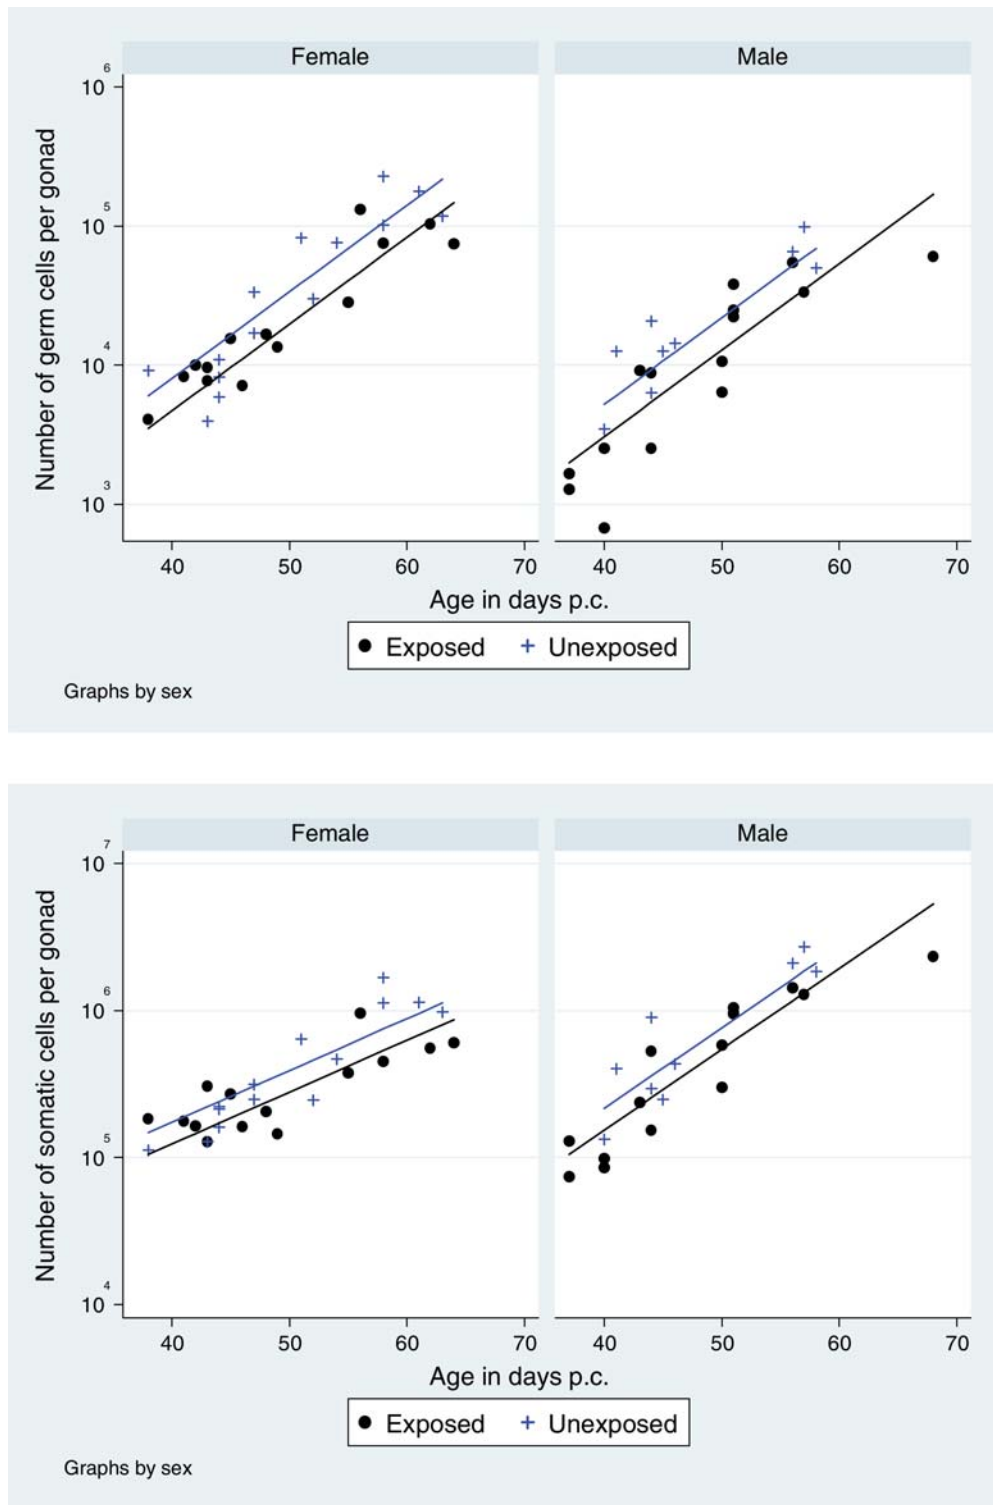 Female Male
Number of germ cells per gonad
10^6
10^5
10^4
10^3
40 50 60 70 40 50 60 70
Age in days p.c.
Exposed Unexposed
Graphs by sex
Female Male
Number of somatic cells per gonad
10^7
10^6
10^5
10^4
40 50 60 70 40 50 60 70
Age in days p.c.
Exposed Unexposed
Graphs by sex